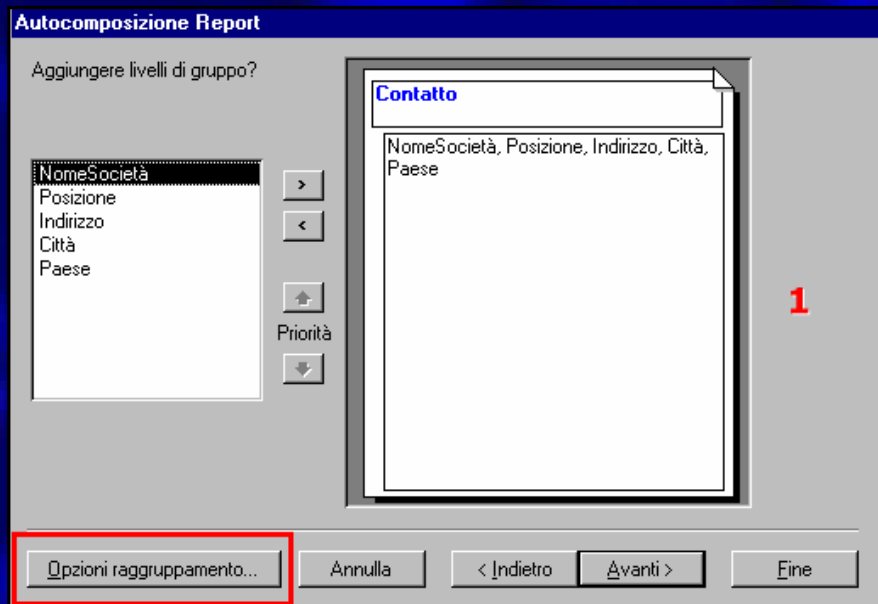 Autocomposizione Report
Aggiungere livelli di gruppo?
NomeSocietà
Posizione
Indirizzo
Città
Paese
>
<
Priorità
Contatto
NomeSocietà, Posizione, Indirizzo, Città,
Paese
1
Opzioni raggruppamento...
Annulla
< Indietro
Avanti >
Fine